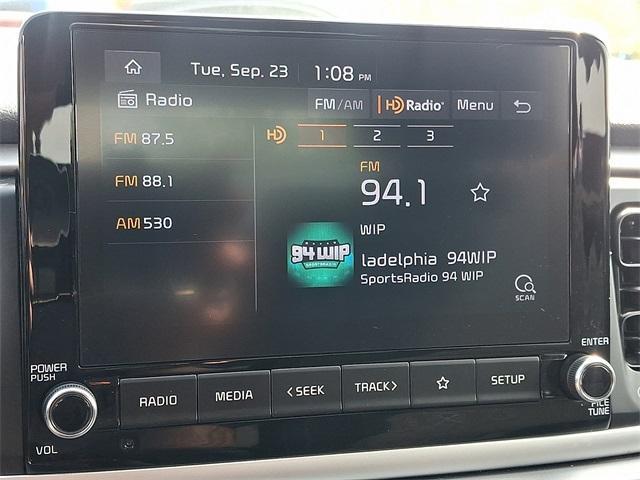 Tue, Sep. 23 1:08 PM
Radio FM/AM HD Radio Menu
FM 87.5
FM 88.1
AM 530
HD 1 2 3
FM
94.1
WIP
94WIP
SPORTSRADIO
ladelphia 94WIP
SportsRadio 94 WIP
SCAN
POWER
PUSH
VOL
RADIO
MEDIA
<SEEK
TRACK>
SETUP
ENTER
FILE
TUNE